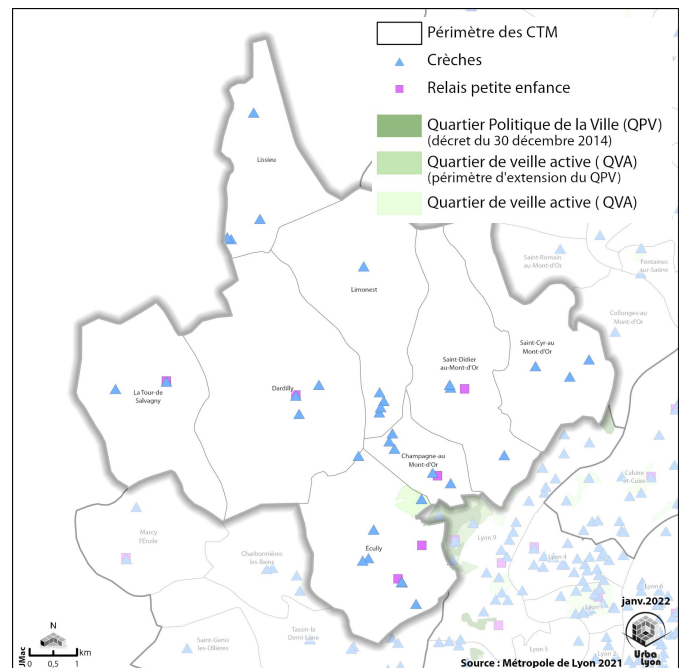 Périmètre des CTM
Crèches
Relais petite enfance
Quartier Politique de la Ville (QPV)
(décret du 30 décembre 2014)
Quartier de veille active ( QVA)
(périmètre d'extension du QPV)
Quartier de veille active ( QVA)
Lissieu
Limonest
Saint-Romain
au-Mont-d'Or
Fontaines
sur-Saône
Collonges-au
Mont-d'Or
Saint-Cyr-au
Mont-d'Or
Saint-Didier
au-Mont-d'Or
La Tour-de
Salvagny
Dardilly
Champagne-au
Mont-d'Or
Caluire
et-Cuire
Marcy
l'Étoile
Charbonnières
les-Bains
Écully
Lyon 9
Lyon 4
Lyon 6
Lyon 1
Tassin-la
Demi-Lune
Saint-Genis
les-Ollières
Lyon 5
Lyon 2
janv.2022
N
0 0,5 1 km
JMac
Source : Métropole de Lyon 2021
Urba
Lyon